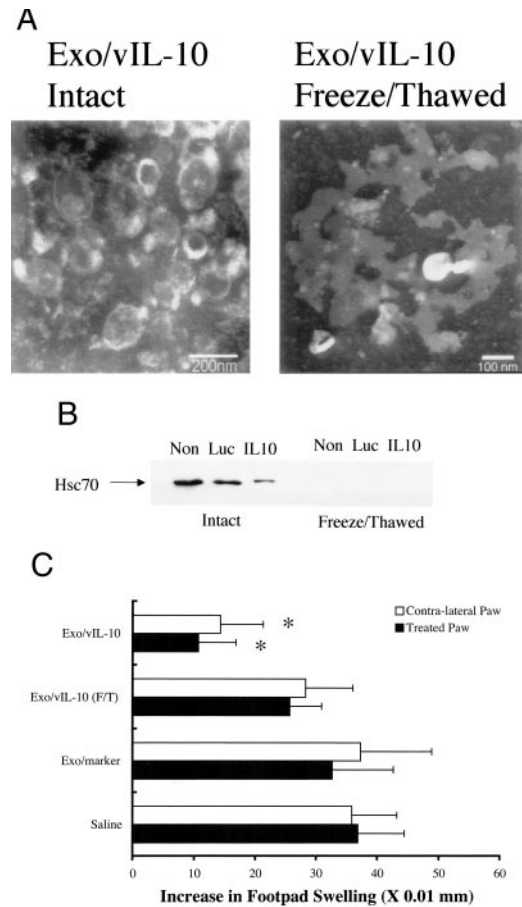 A
Exo/vIL-10
Intact
Exo/vIL-10
Freeze/Thawed
200nm
100 nm
B
Non Luc IL10
Non Luc IL10
Hsc70
Intact
Freeze/Thawed
C
Contra-lateral Paw
Treated Paw
Exo/vIL-10
*
*
Exo/vIL-10 (F/T)
Exo/marker
Saline
0 10 20 30 40 50 60
Increase in Footpad Swelling (X 0.01 mm)